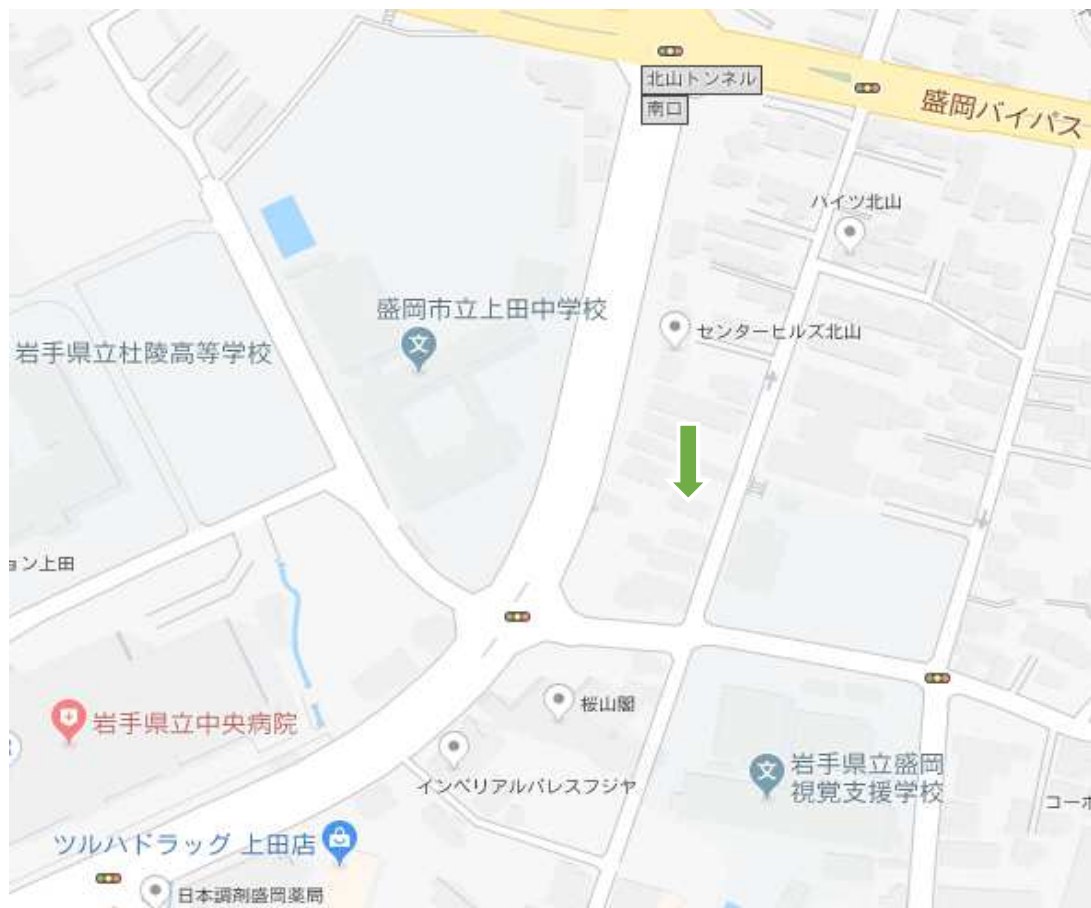 北山トンネル
南口
盛岡バイパス
ハイツ北山
盛岡市立上田中学校
センターヒルズ北山
岩手県立杜陵高等学校
文
ョン上田
桜山閣
岩手県立中央病院
インペリアルパレスフジヤ
文
岩手県立盛岡
視覚支援学校
コーポ
ツルハドラッグ 上田店
日本調剤盛岡薬局